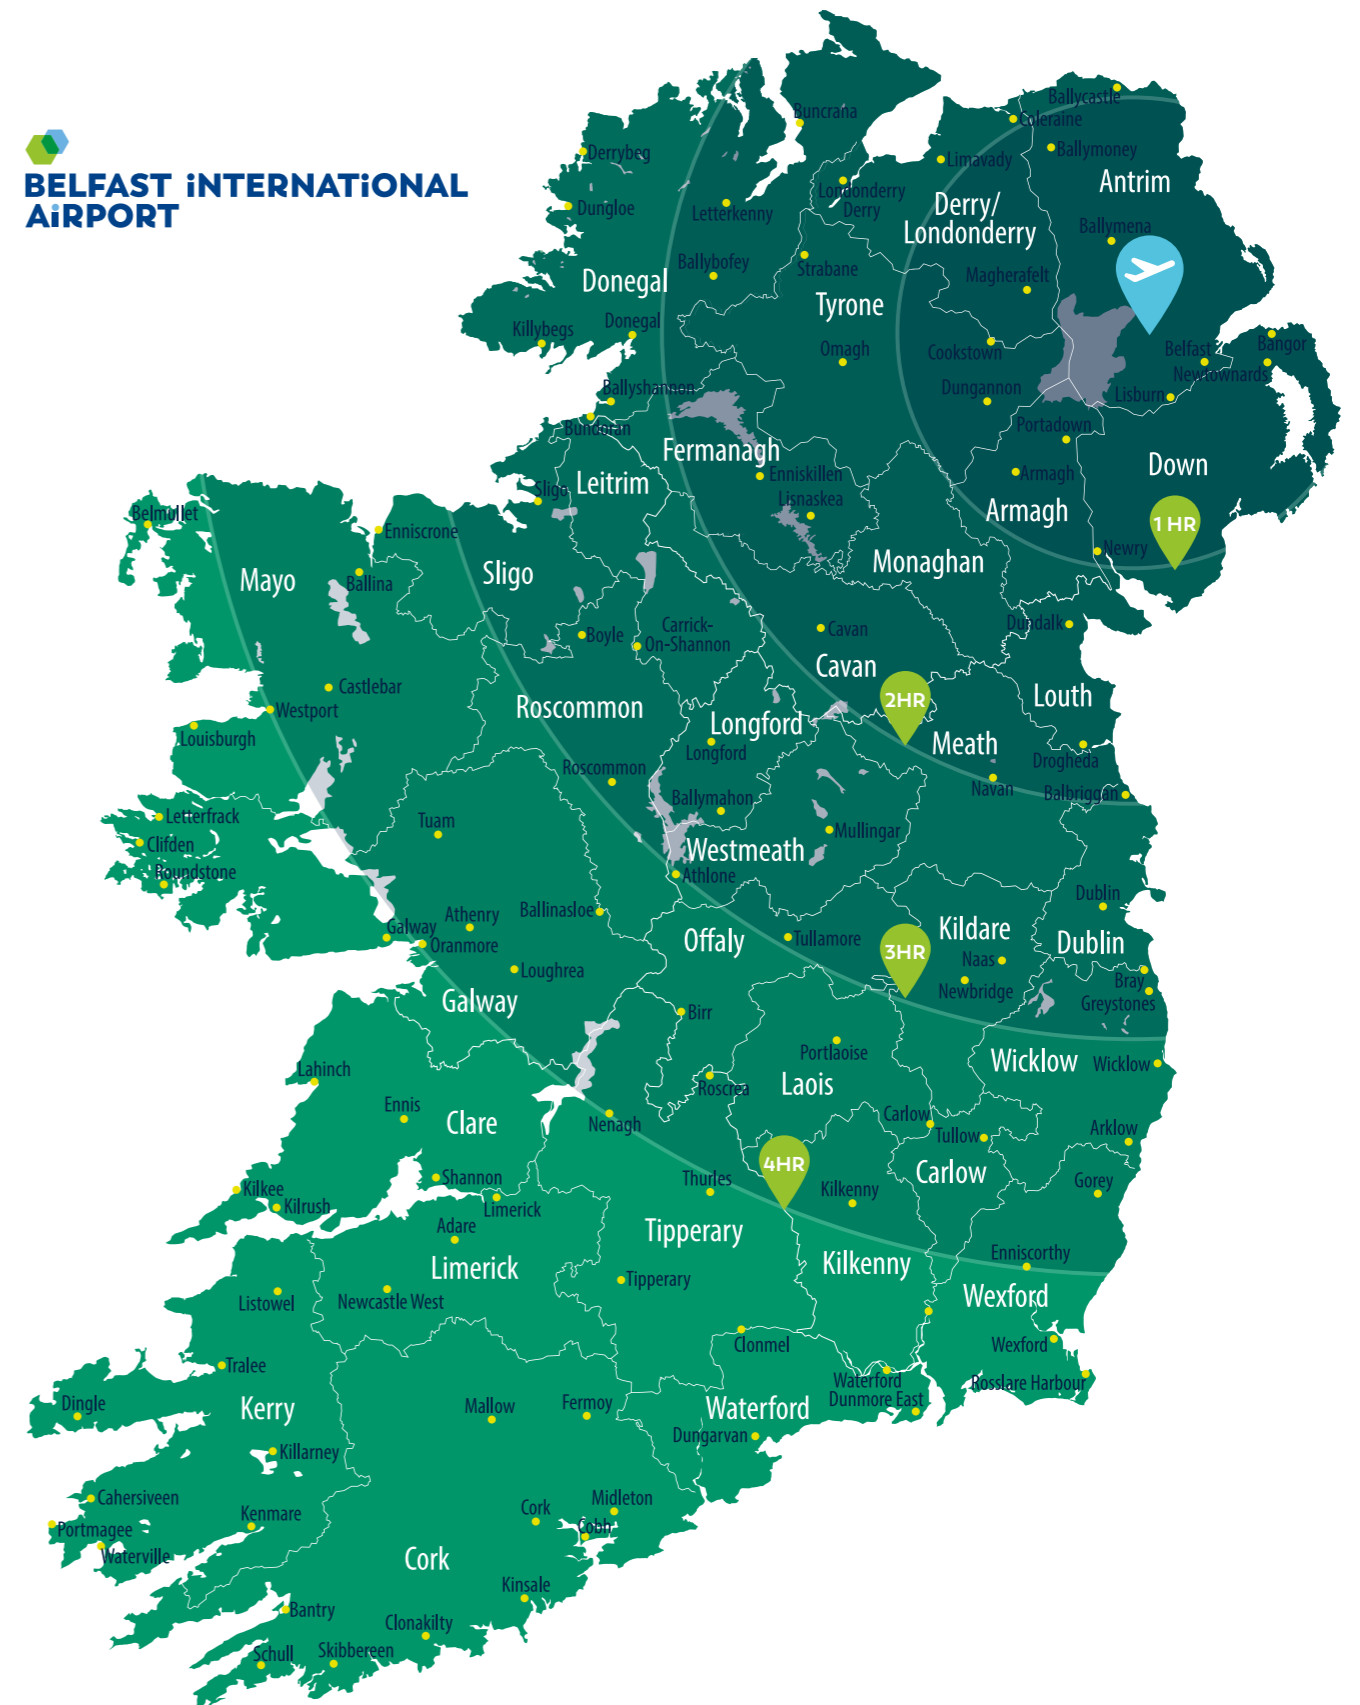 BELFAST iNTERNATiONAL
AiRPORT
Ballycastle
Buncrana
Coleraine
Derrybeg
Limavady
Ballymoney
Antrim
Londonderry
Derry
Dungloe
Letterkenny
Derry/
Londonderry
Ballymena
Ballybofey
Strabane
Magherafelt
Donegal
Tyrone
Killybegs
Donegal
Omagh
Cookstown
Belfast
Bangor
Newtownards
Ballyshannon
Dungannon
Lisburn
Bundoran
Portadown
Fermanagh
Down
Enniskillen
Armagh
Leitrim
Sligo
Lisnaskea
Armagh
1 HR
Belmullet
Enniscrone
Newry
Monaghan
Mayo
Ballina
Sligo
Dundalk
Boyle
Carrick-
On-Shannon
Cavan
Cavan
Castlebar
Louth
Westport
Roscommon
2HR
Longford
Louisburgh
Longford
Meath
Drogheda
Roscommon
Navan
Balbriggan
Ballymahon
Letterfrack
Tuam
Mullingar
Clifden
Westmeath
Roundstone
Athlone
Dublin
Athenry
Ballinasloe
Galway
Oranmore
Offaly
Tullamore
Kildare
Dublin
3HR
Naas
Loughrea
Newbridge
Bray
Greystones
Galway
Birr
Portlaoise
Wicklow
Wicklow
Lahinch
Laois
Roscrea
Ennis
Clare
Nenagh
Carlow
Tullow
Arklow
4HR
Carlow
Shannon
Thurles
Gorey
Kilkee
Kilrush
Limerick
Kilkenny
Adare
Tipperary
Enniscorthy
Limerick
Kilkenny
Tipperary
Listowel
Newcastle West
Wexford
Clonmel
Wexford
Tralee
Waterford
Rosslare Harbour
Dunmore East
Dingle
Kerry
Mallow
Fermoy
Waterford
Dungarvan
Killarney
Cahersiveen
Kenmare
Cork
Midleton
Portmagee
Cobh
Waterville
Cork
Kinsale
Bantry
Clonakilty
Schull
Skibbereen